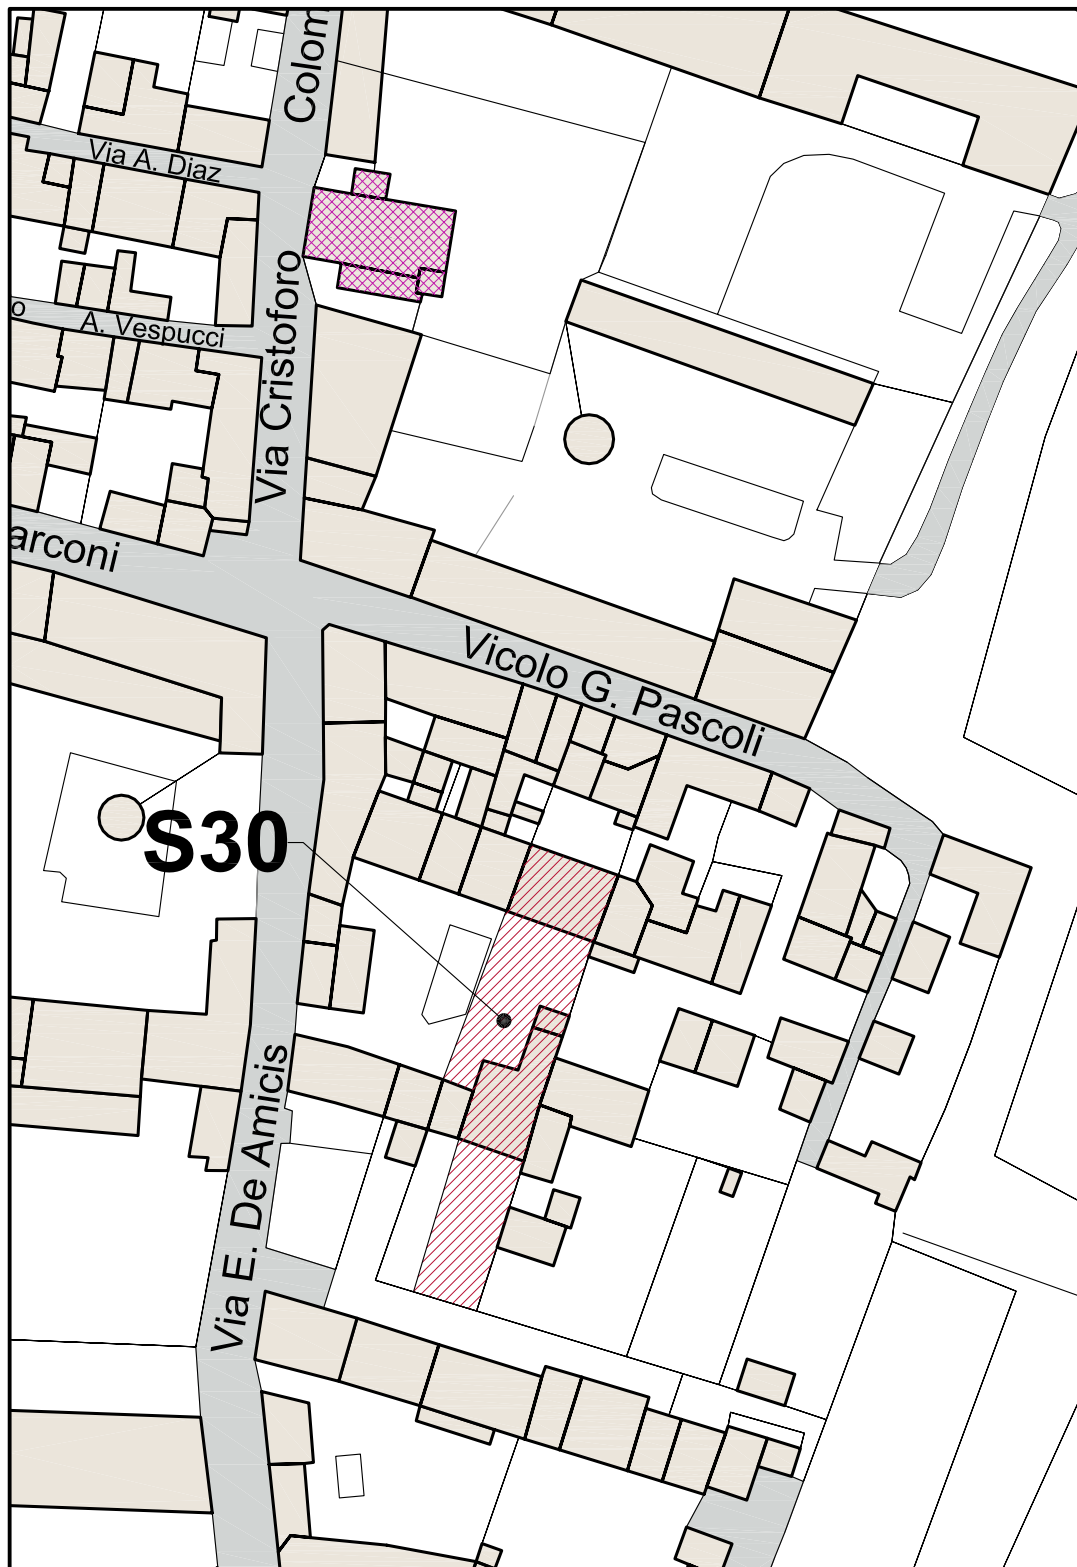 Colom
Via A. Diaz
Via Cristoforo
o
A. Vespucci
arconi
Vicolo G. Pascoli
S30
Via E. De Amicis